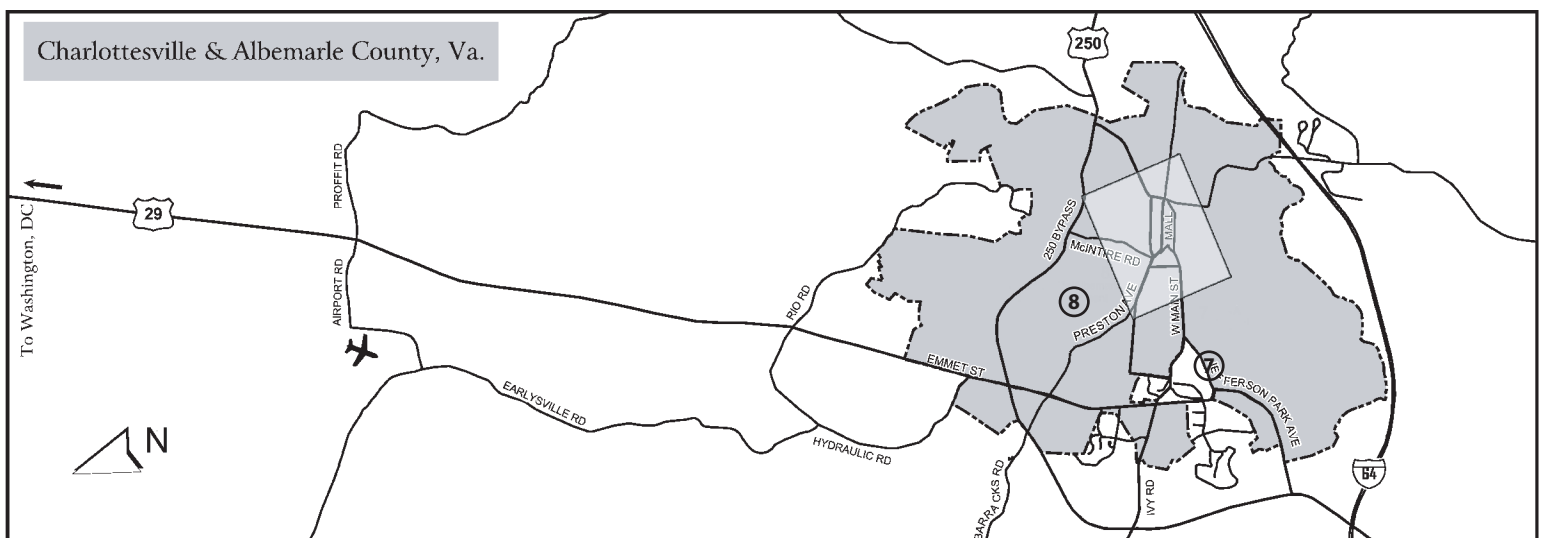 Charlottesville & Albemarle County, Va.
250
PROFFIT RD
29
To Washington, DC
AIRPORT RD
250 BYPASS
MALL
McINTIRE RD
RIO RD
8
PRESTON AVE
W MAIN ST
EMMET ST
7
JEFFERSON PARK AVE
EARLYSVILLE RD
HYDRAULIC RD
N
BARRACKS RD
IVY RD
64